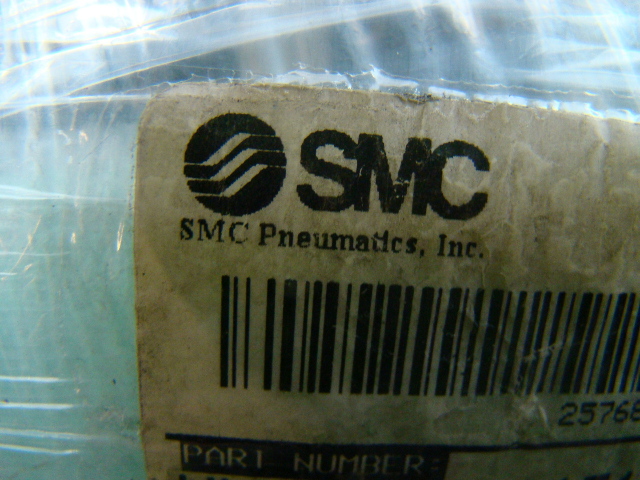 SMC
SMC Pneumatics, Inc.
25768
PART NUMBER: